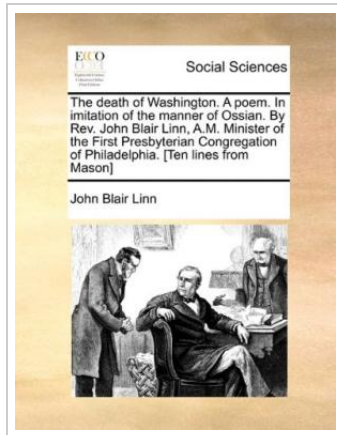 ECCO
Social Sciences
The death of Washington. A poem. In
imitation of the manner of Ossian. By
Rev. John Blair Linn, A.M. Minister of
the First Presbyterian Congregation
of Philadelphia. [Ten lines from
Mason]
John Blair Linn